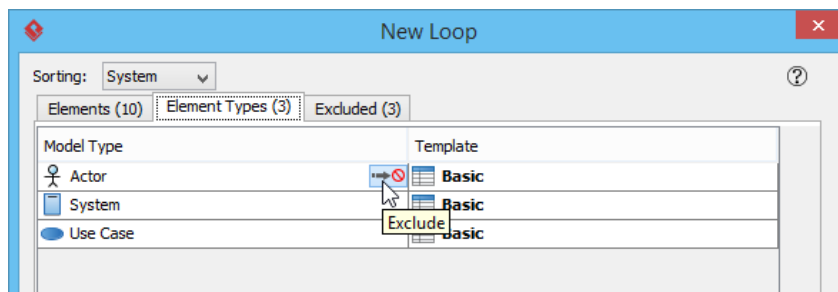 New Loop
Sorting: System
Elements (10) Element Types (3) Excluded (3)
Model Type Template
Actor Basic
System Basic
Exclude
Use Case Basic